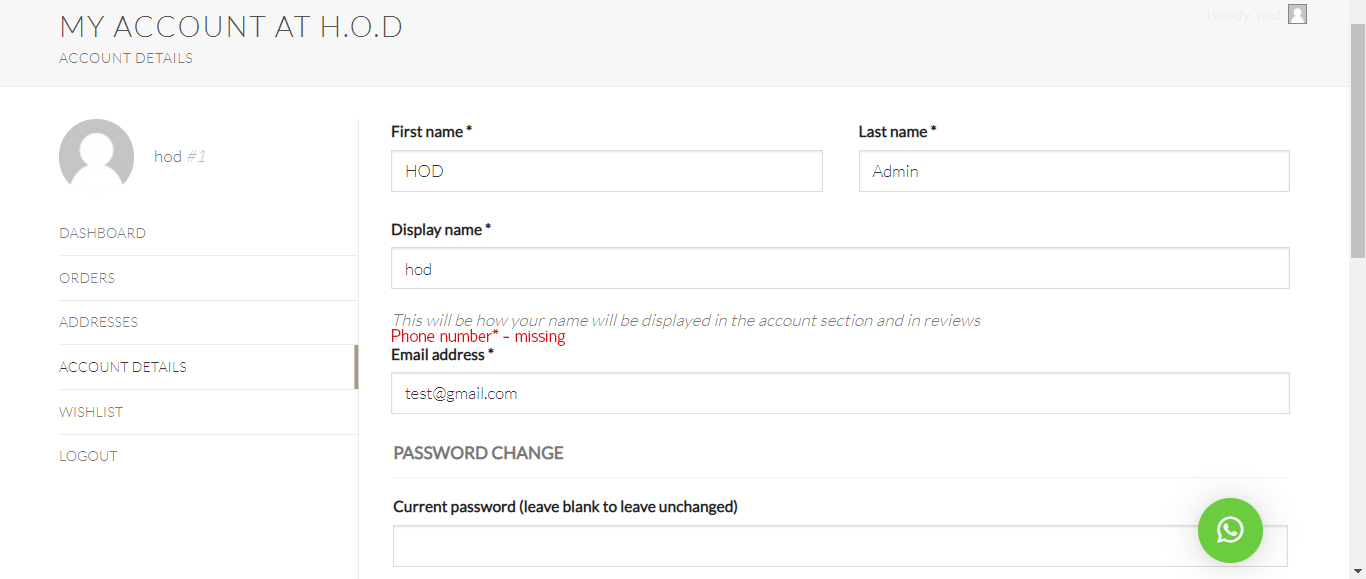 MY ACCOUNT AT H.O.D
Howdy, hod
ACCOUNT DETAILS
hod #1
DASHBOARD
ORDERS
ADDRESSES
ACCOUNT DETAILS
WISHLIST
LOGOUT
First name *
Last name *
HOD
Admin
Display name *
hod
This will be how your name will be displayed in the account section and in reviews
Phone number* - missing
Email address *
test@gmail.com
PASSWORD CHANGE
Current password (leave blank to leave unchanged)